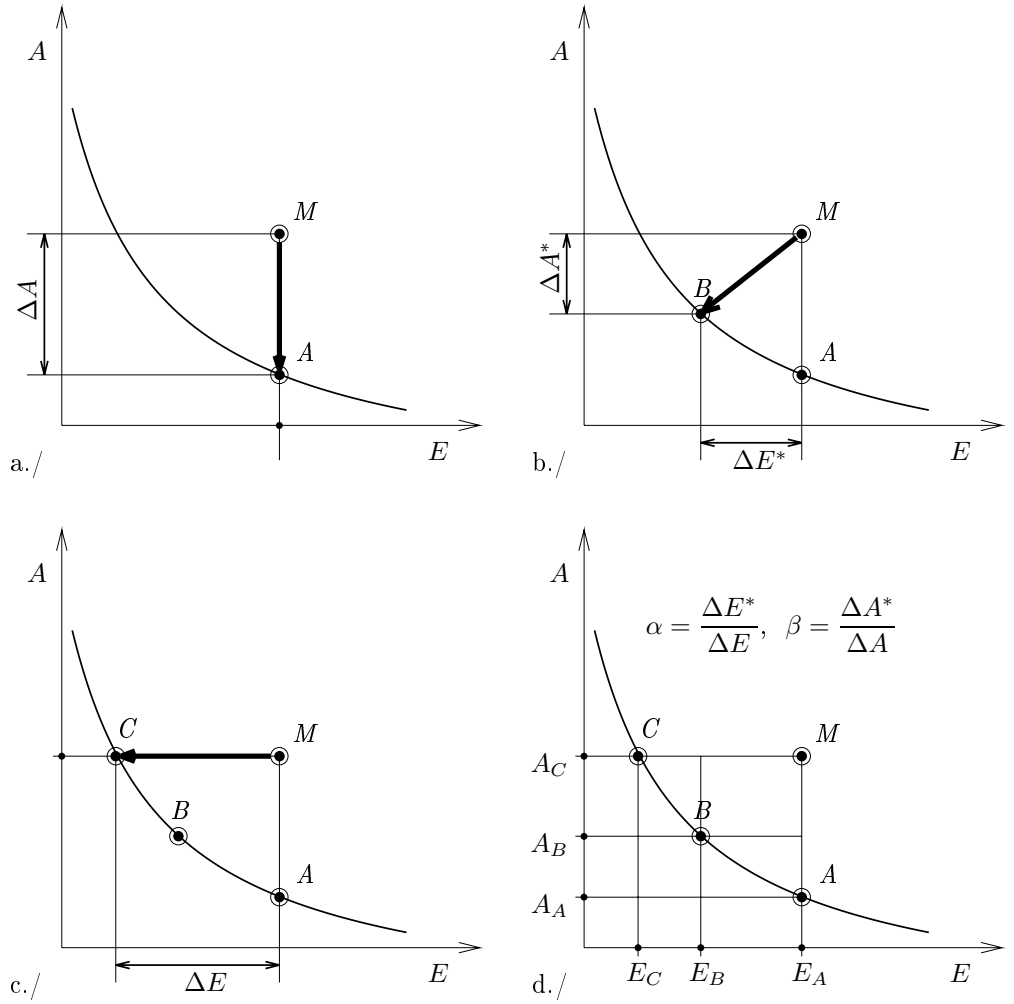 A
M
ΔA
A
E
a./
A
M
ΔA*
B
A
ΔE*
E
b./
A
C
M
B
A
ΔE
E
c./
A
α = ΔE*/ΔE, β = ΔA*/ΔA
C
M
A_C
B
A_B
A
A_A
E_C E_B E_A E
d./